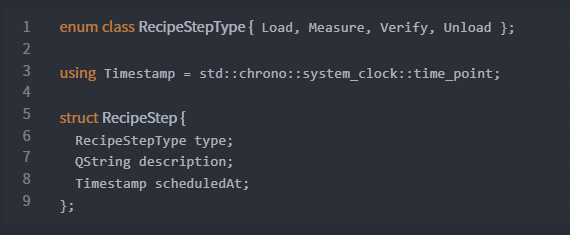 1 enum class RecipeStepType { Load, Measure, Verify, Unload };
2
3 using Timestamp = std::chrono::system_clock::time_point;
4
5 struct RecipeStep {
6   RecipeStepType type;
7   QString description;
8   Timestamp scheduledAt;
9 };